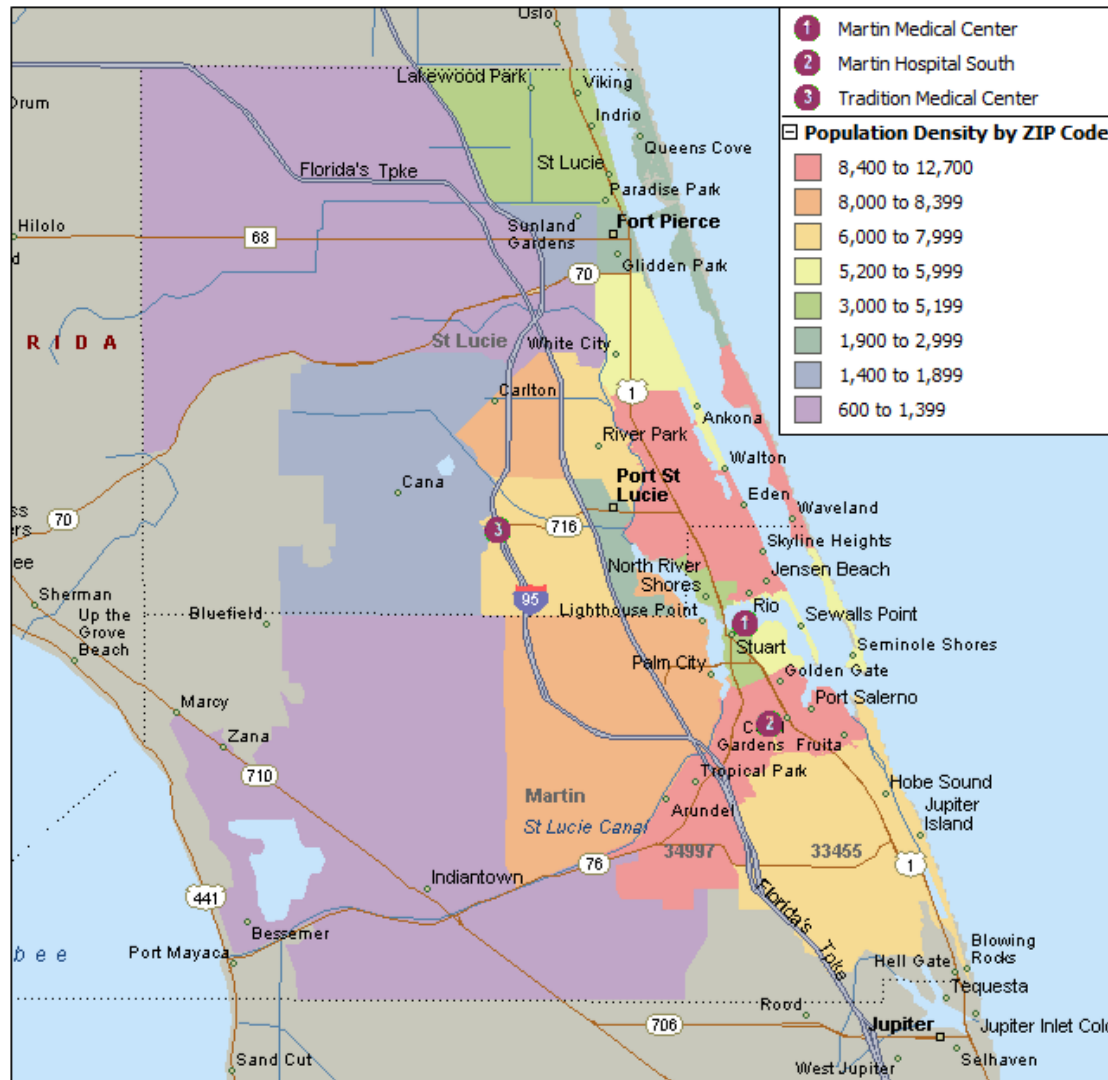 1 Martin Medical Center
2 Martin Hospital South
3 Tradition Medical Center
Population Density by ZIP Code
8,400 to 12,700
8,000 to 8,399
6,000 to 7,999
5,200 to 5,999
3,000 to 5,199
1,900 to 2,999
1,400 to 1,899
600 to 1,399
Oslo
Lakewood Park
Viking
Drum
Indrio
Queens Cove
Florida's Tpke
St Lucie
Paradise Park
Hilolo
68
Sunland
Gardens
Fort Pierce
d
Glidden Park
70
R I D A
St Lucie
White City
1
Carlton
Ankona
River Park
Walton
Cana
Port St
Lucie
Eden
Waveland
ss
ers
70
3
716
Skyline Heights
ee
North River
Shores
Jensen Beach
Sherman
95
Rio
Up the
Grove
Beach
Bluefield
Lighthouse Point
1
Sewalls Point
Stuart
Seminole Shores
Palm City
Golden Gate
Marcy
Port Salerno
2
Zana
Gardens
Fruita
710
Tropical Park
Hobe Sound
Martin
Arundel
Jupiter
Island
St Lucie Canal
34997
33455
76
1
441
Indiantown
Florida's Tpke
Bessemer
b e e
Port Mayaca
Blowing
Rocks
Hell Gate
Tequesta
Rood
706
Jupiter
Jupiter Inlet Colo
Sand Cut
West Jupiter
Selhaven